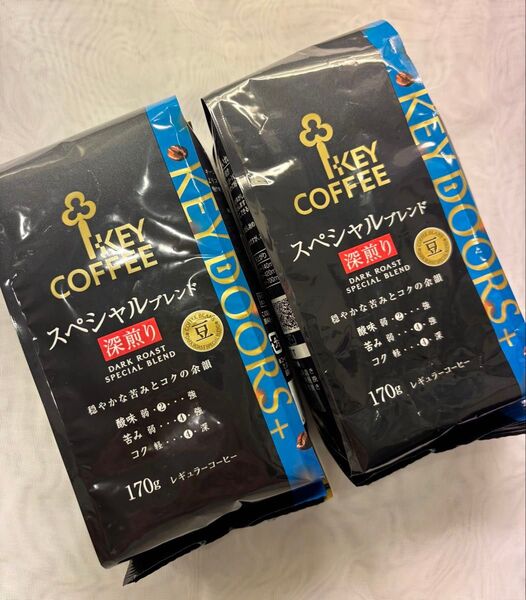 KEY
COFFEE
スペシャルブレンド
深煎り
DARK ROAST
SPECIAL BLEND
豆
穏やかな苦みとコクの余韻
酸味 弱・②・・・強
苦み 弱・・・④・強
コク 軽・・・④・深
170g レギュラーコーヒー
KEY DOORS+
KEY
COFFEE
スペシャルブレンド
深煎り
DARK ROAST
SPECIAL BLEND
豆
穏やかな苦みとコクの余韻
酸味 弱・②・・・強
苦み 弱・・・④・強
コク 軽・・・④・深
170g レギュラーコーヒー
KEY DOORS+